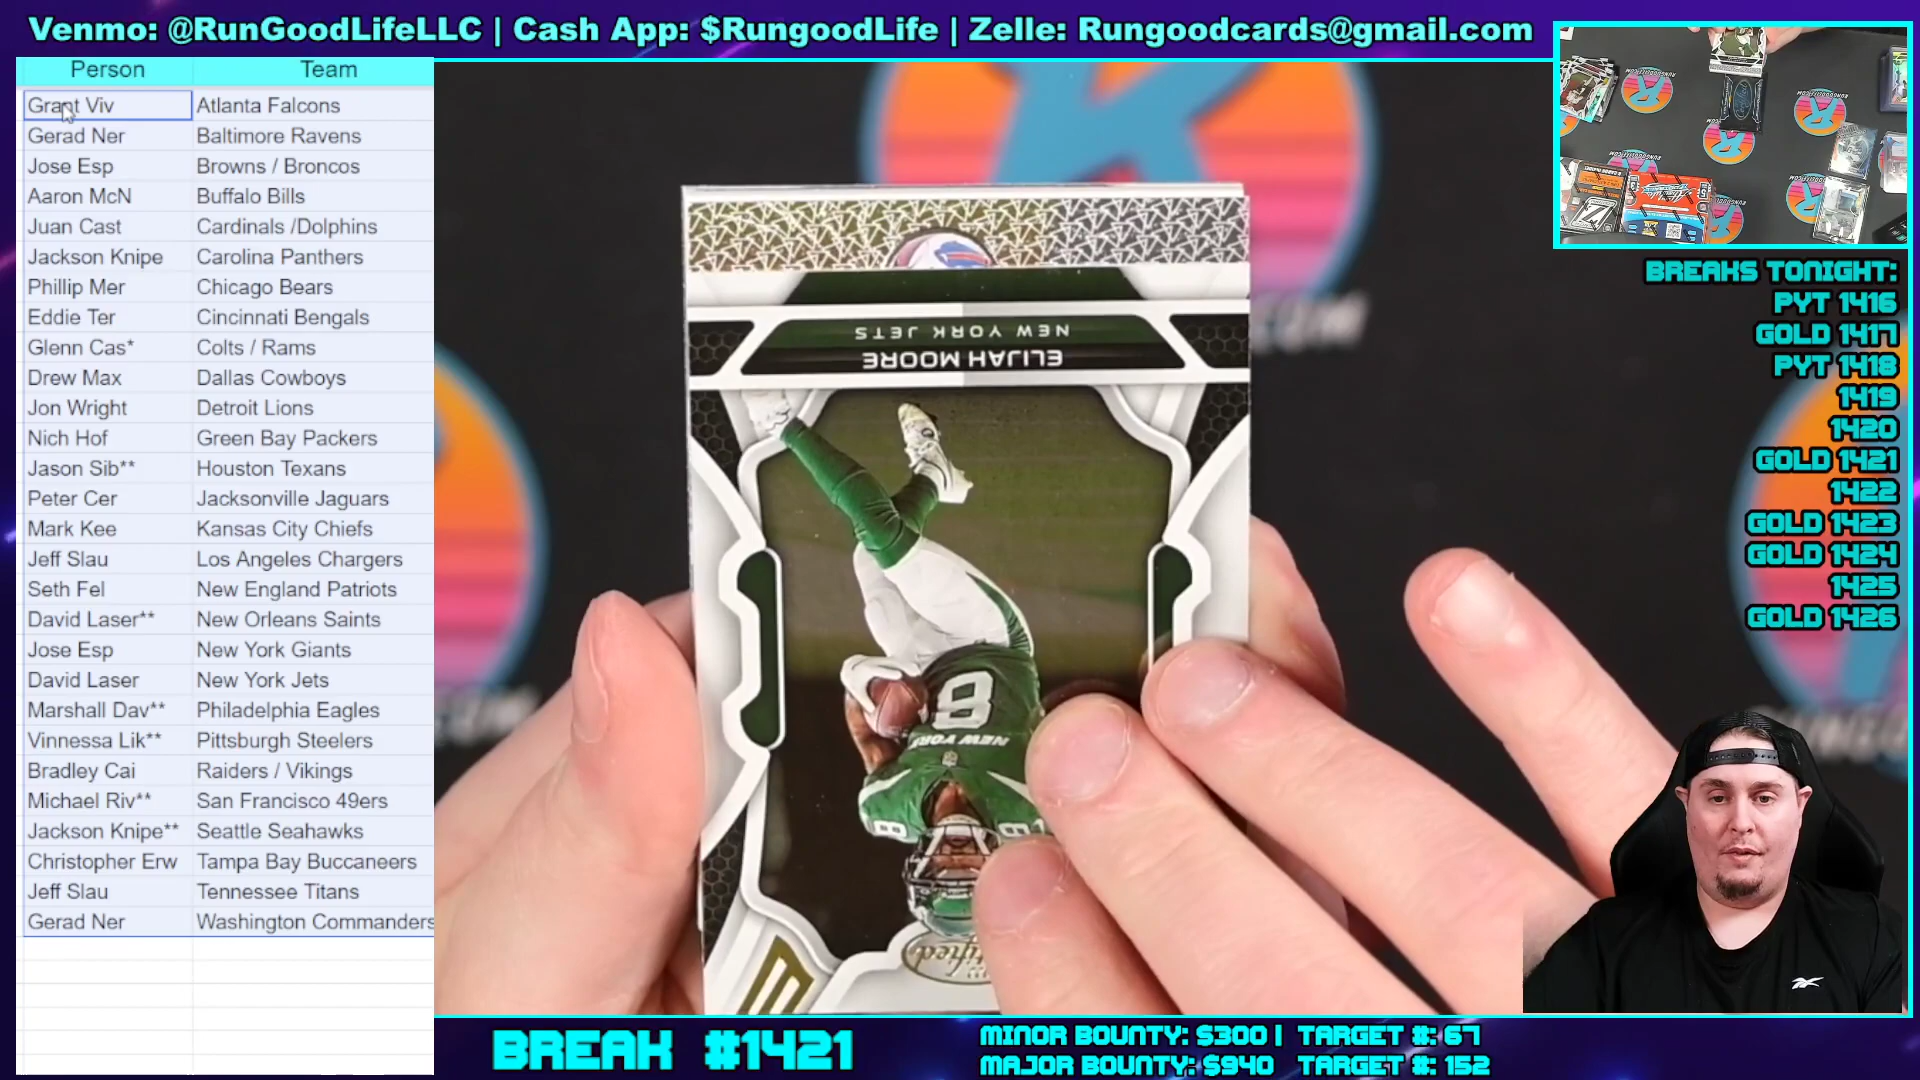 Venmo: @RunGoodLifeLLC | Cash App: $RungoodLife | Zelle: Rungoodcards@gmail.com
Person Team
Grant Viv Atlanta Falcons
Gerad Ner Baltimore Ravens
Jose Esp Browns / Broncos
Aaron McN Buffalo Bills
Juan Cast Cardinals /Dolphins
Jackson Knipe Carolina Panthers
Phillip Mer Chicago Bears
Eddie Ter Cincinnati Bengals
Glenn Cas* Colts / Rams
Drew Max Dallas Cowboys
Jon Wright Detroit Lions
Nich Hof Green Bay Packers
Jason Sib** Houston Texans
Peter Cer Jacksonville Jaguars
Mark Kee Kansas City Chiefs
Jeff Slau Los Angeles Chargers
Seth Fel New England Patriots
David Laser** New Orleans Saints
Jose Esp New York Giants
David Laser New York Jets
Marshall Dav** Philadelphia Eagles
Vinnessa Lik** Pittsburgh Steelers
Bradley Cai Raiders / Vikings
Michael Riv** San Francisco 49ers
Jackson Knipe** Seattle Seahawks
Christopher Erw Tampa Bay Buccaneers
Jeff Slau Tennessee Titans
Gerad Ner Washington Commanders
NEW YORK JETS
ELIJAH MOORE
8
NEW YORK
8
Certified
BREAKS TONIGHT:
PYT 1416
GOLD 1417
PYT 1418
1419
1420
GOLD 1421
1422
GOLD 1423
GOLD 1424
1425
GOLD 1426
BREAK #1421
MINOR BOUNTY: $300 | TARGET #: 67
MAJOR BOUNTY: $940 TARGET #: 152